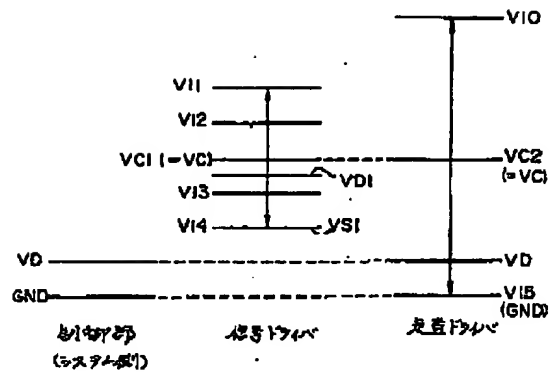 V10
V11
V12
VC1 (=VC)
VC2
(=VC)
VD1
V13
V14
VS1
VD
VD
GND
V15
(GND)
制御部
(システム側)
信号ドライバ
走査ドライバ